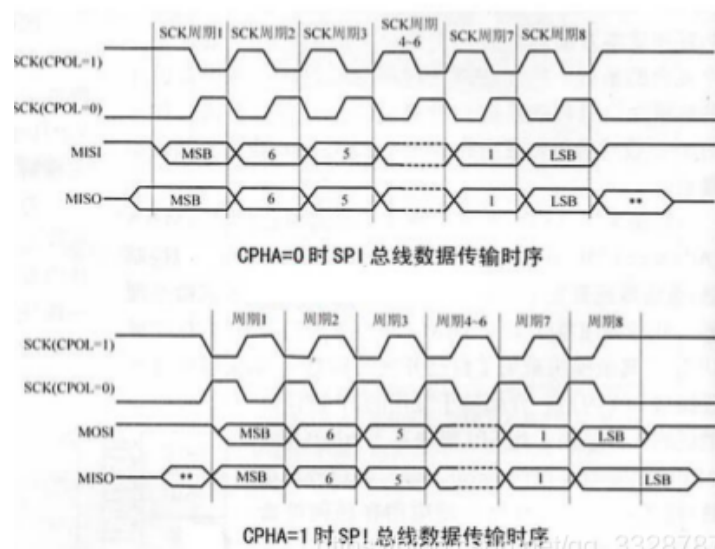 SCK周期1 SCK周期2 SCK周期3 SCK周期 4~6 SCK周期7 SCK周期8
SCK(CPOL=1)
SCK(CPOL=0)
MISI MSB 6 5 1 LSB
MISO MSB 6 5 1 LSB **
CPHA=0时SPI总线数据传输时序
周期1 周期2 周期3 周期4~6 周期7 周期8
SCK(CPOL=1)
SCK(CPOL=0)
MOSI MSB 6 5 1 LSB
MISO ** MSB 6 5 1 LSB
CPHA=1时SPI总线数据传输时序